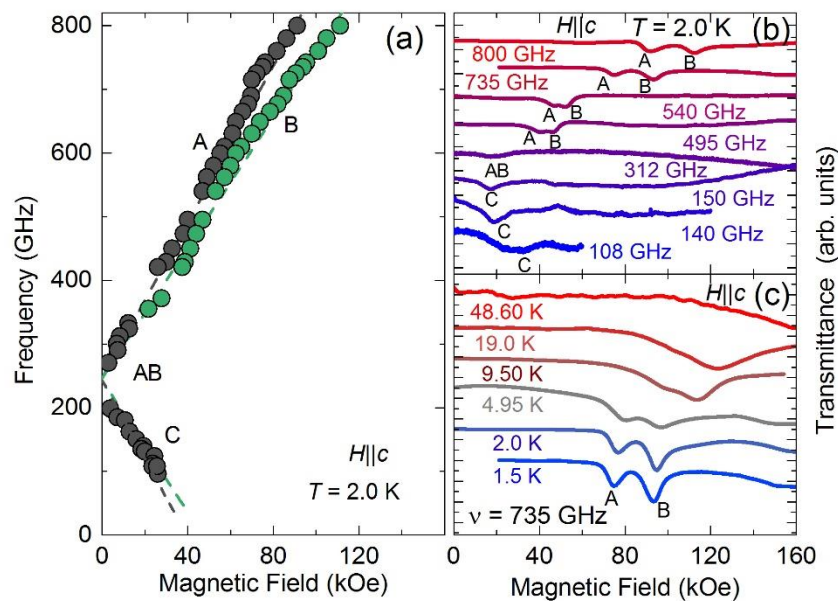 800
600
400
200
0
Frequency (GHz)
(a)
A
B
AB
C
H||c
T = 2.0 K
0 40 80 120 160
Magnetic Field (kOe)
H||c T = 2.0 K (b)
800 GHz
A B
735 GHz
A B
540 GHz
A B
495 GHz
A B
312 GHz
AB
150 GHz
C
140 GHz
C
108 GHz
C
Transmittance (arb. units)
H||c (c)
48.60 K
19.0 K
9.50 K
4.95 K
2.0 K
1.5 K
A B
ν = 735 GHz
0 40 80 120 160
Magnetic Field (kOe)